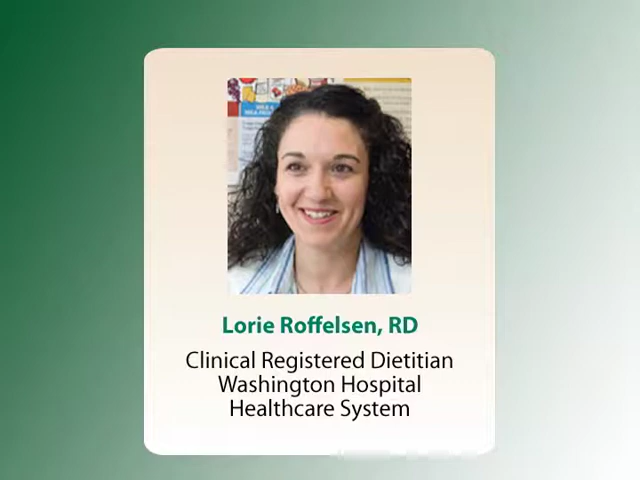 Lorie Roffelsen, RD
Clinical Registered Dietitian
Washington Hospital
Healthcare System